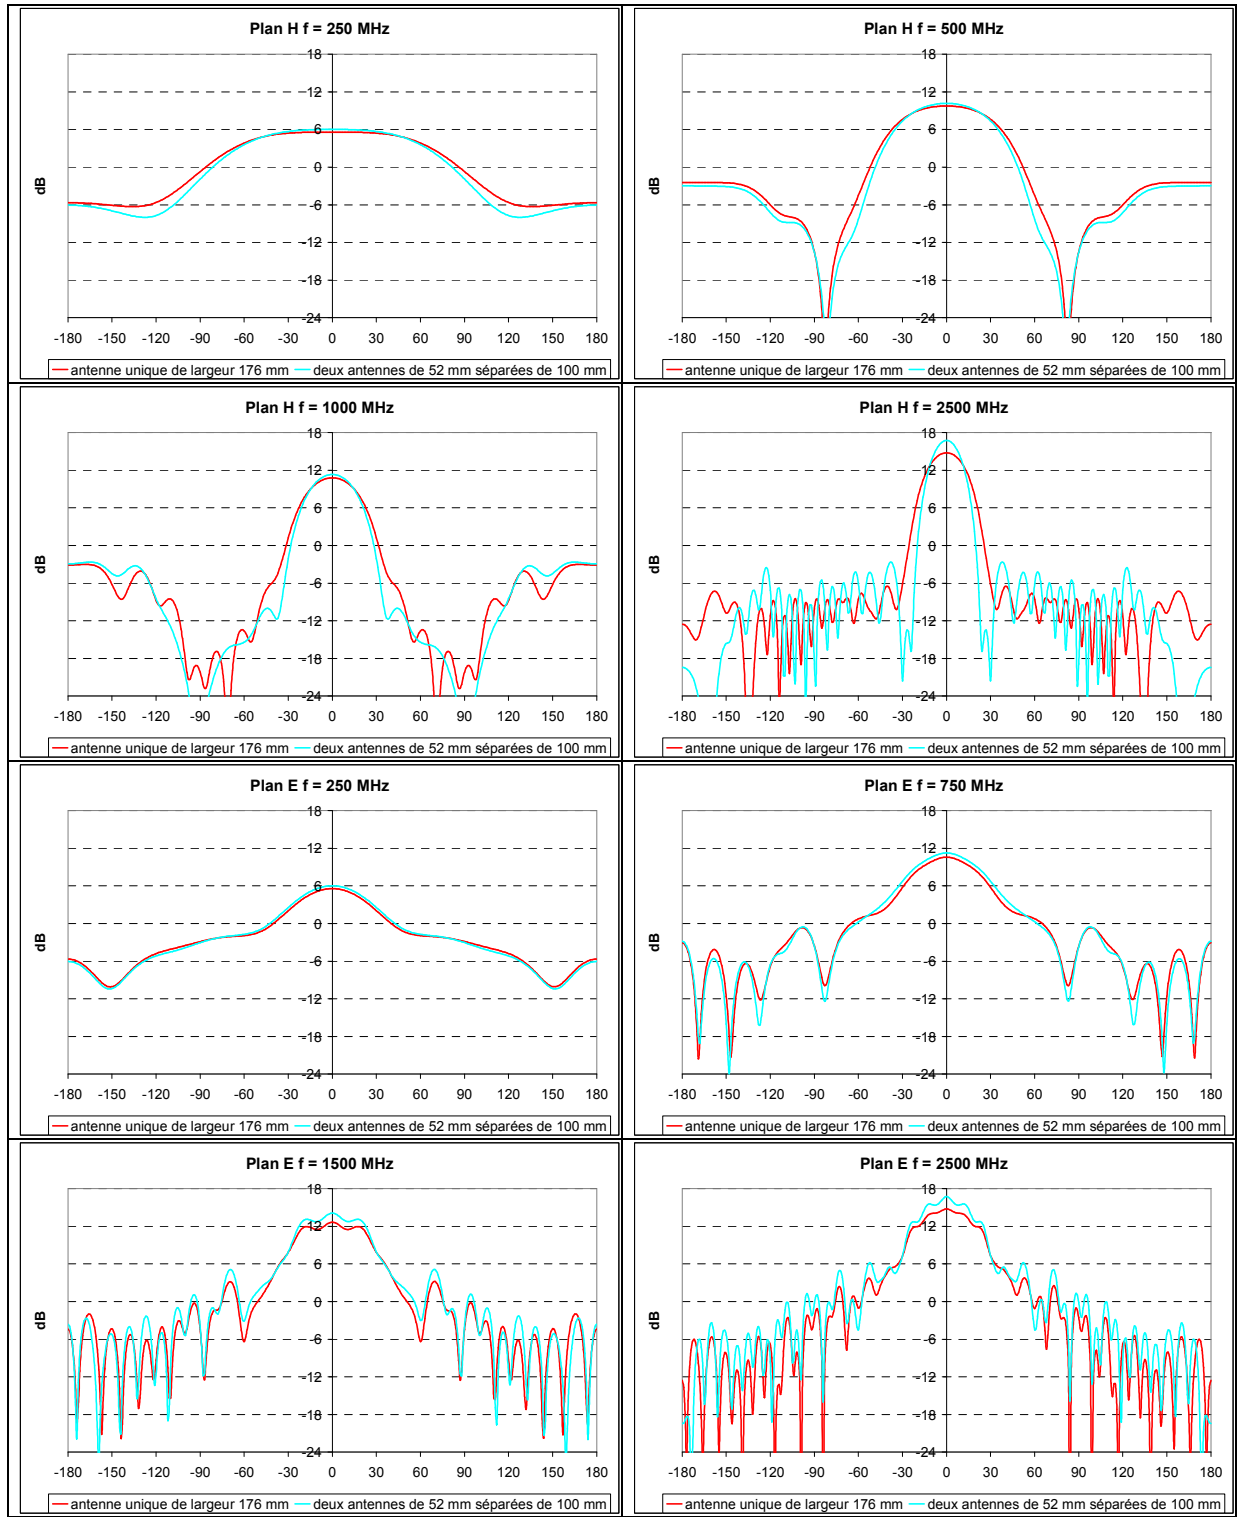 Plan H f = 250 MHz
18
12
6
0
-6
-12
-18
-24
dB
-180 -150 -120 -90 -60 -30 0 30 60 90 120 150 180
antenne unique de largeur 176 mm deux antennes de 52 mm séparées de 100 mm
Plan H f = 500 MHz
18
12
6
0
-6
-12
-18
-24
dB
-180 -150 -120 -90 -60 -30 0 30 60 90 120 150 180
antenne unique de largeur 176 mm deux antennes de 52 mm séparées de 100 mm
Plan H f = 1000 MHz
18
12
6
0
-6
-12
-18
-24
dB
-180 -150 -120 -90 -60 -30 0 30 60 90 120 150 180
antenne unique de largeur 176 mm deux antennes de 52 mm séparées de 100 mm
Plan H f = 2500 MHz
18
12
6
0
-6
-12
-18
-24
dB
-180 -150 -120 -90 -60 -30 0 30 60 90 120 150 180
antenne unique de largeur 176 mm deux antennes de 52 mm séparées de 100 mm
Plan E f = 250 MHz
18
12
6
0
-6
-12
-18
-24
dB
-180 -150 -120 -90 -60 -30 0 30 60 90 120 150 180
antenne unique de largeur 176 mm deux antennes de 52 mm séparées de 100 mm
Plan E f = 750 MHz
18
12
6
0
-6
-12
-18
-24
dB
-180 -150 -120 -90 -60 -30 0 30 60 90 120 150 180
antenne unique de largeur 176 mm deux antennes de 52 mm séparées de 100 mm
Plan E f = 1500 MHz
18
12
6
0
-6
-12
-18
-24
dB
-180 -150 -120 -90 -60 -30 0 30 60 90 120 150 180
antenne unique de largeur 176 mm deux antennes de 52 mm séparées de 100 mm
Plan E f = 2500 MHz
18
12
6
0
-6
-12
-18
-24
dB
-180 -150 -120 -90 -60 -30 0 30 60 90 120 150 180
antenne unique de largeur 176 mm deux antennes de 52 mm séparées de 100 mm